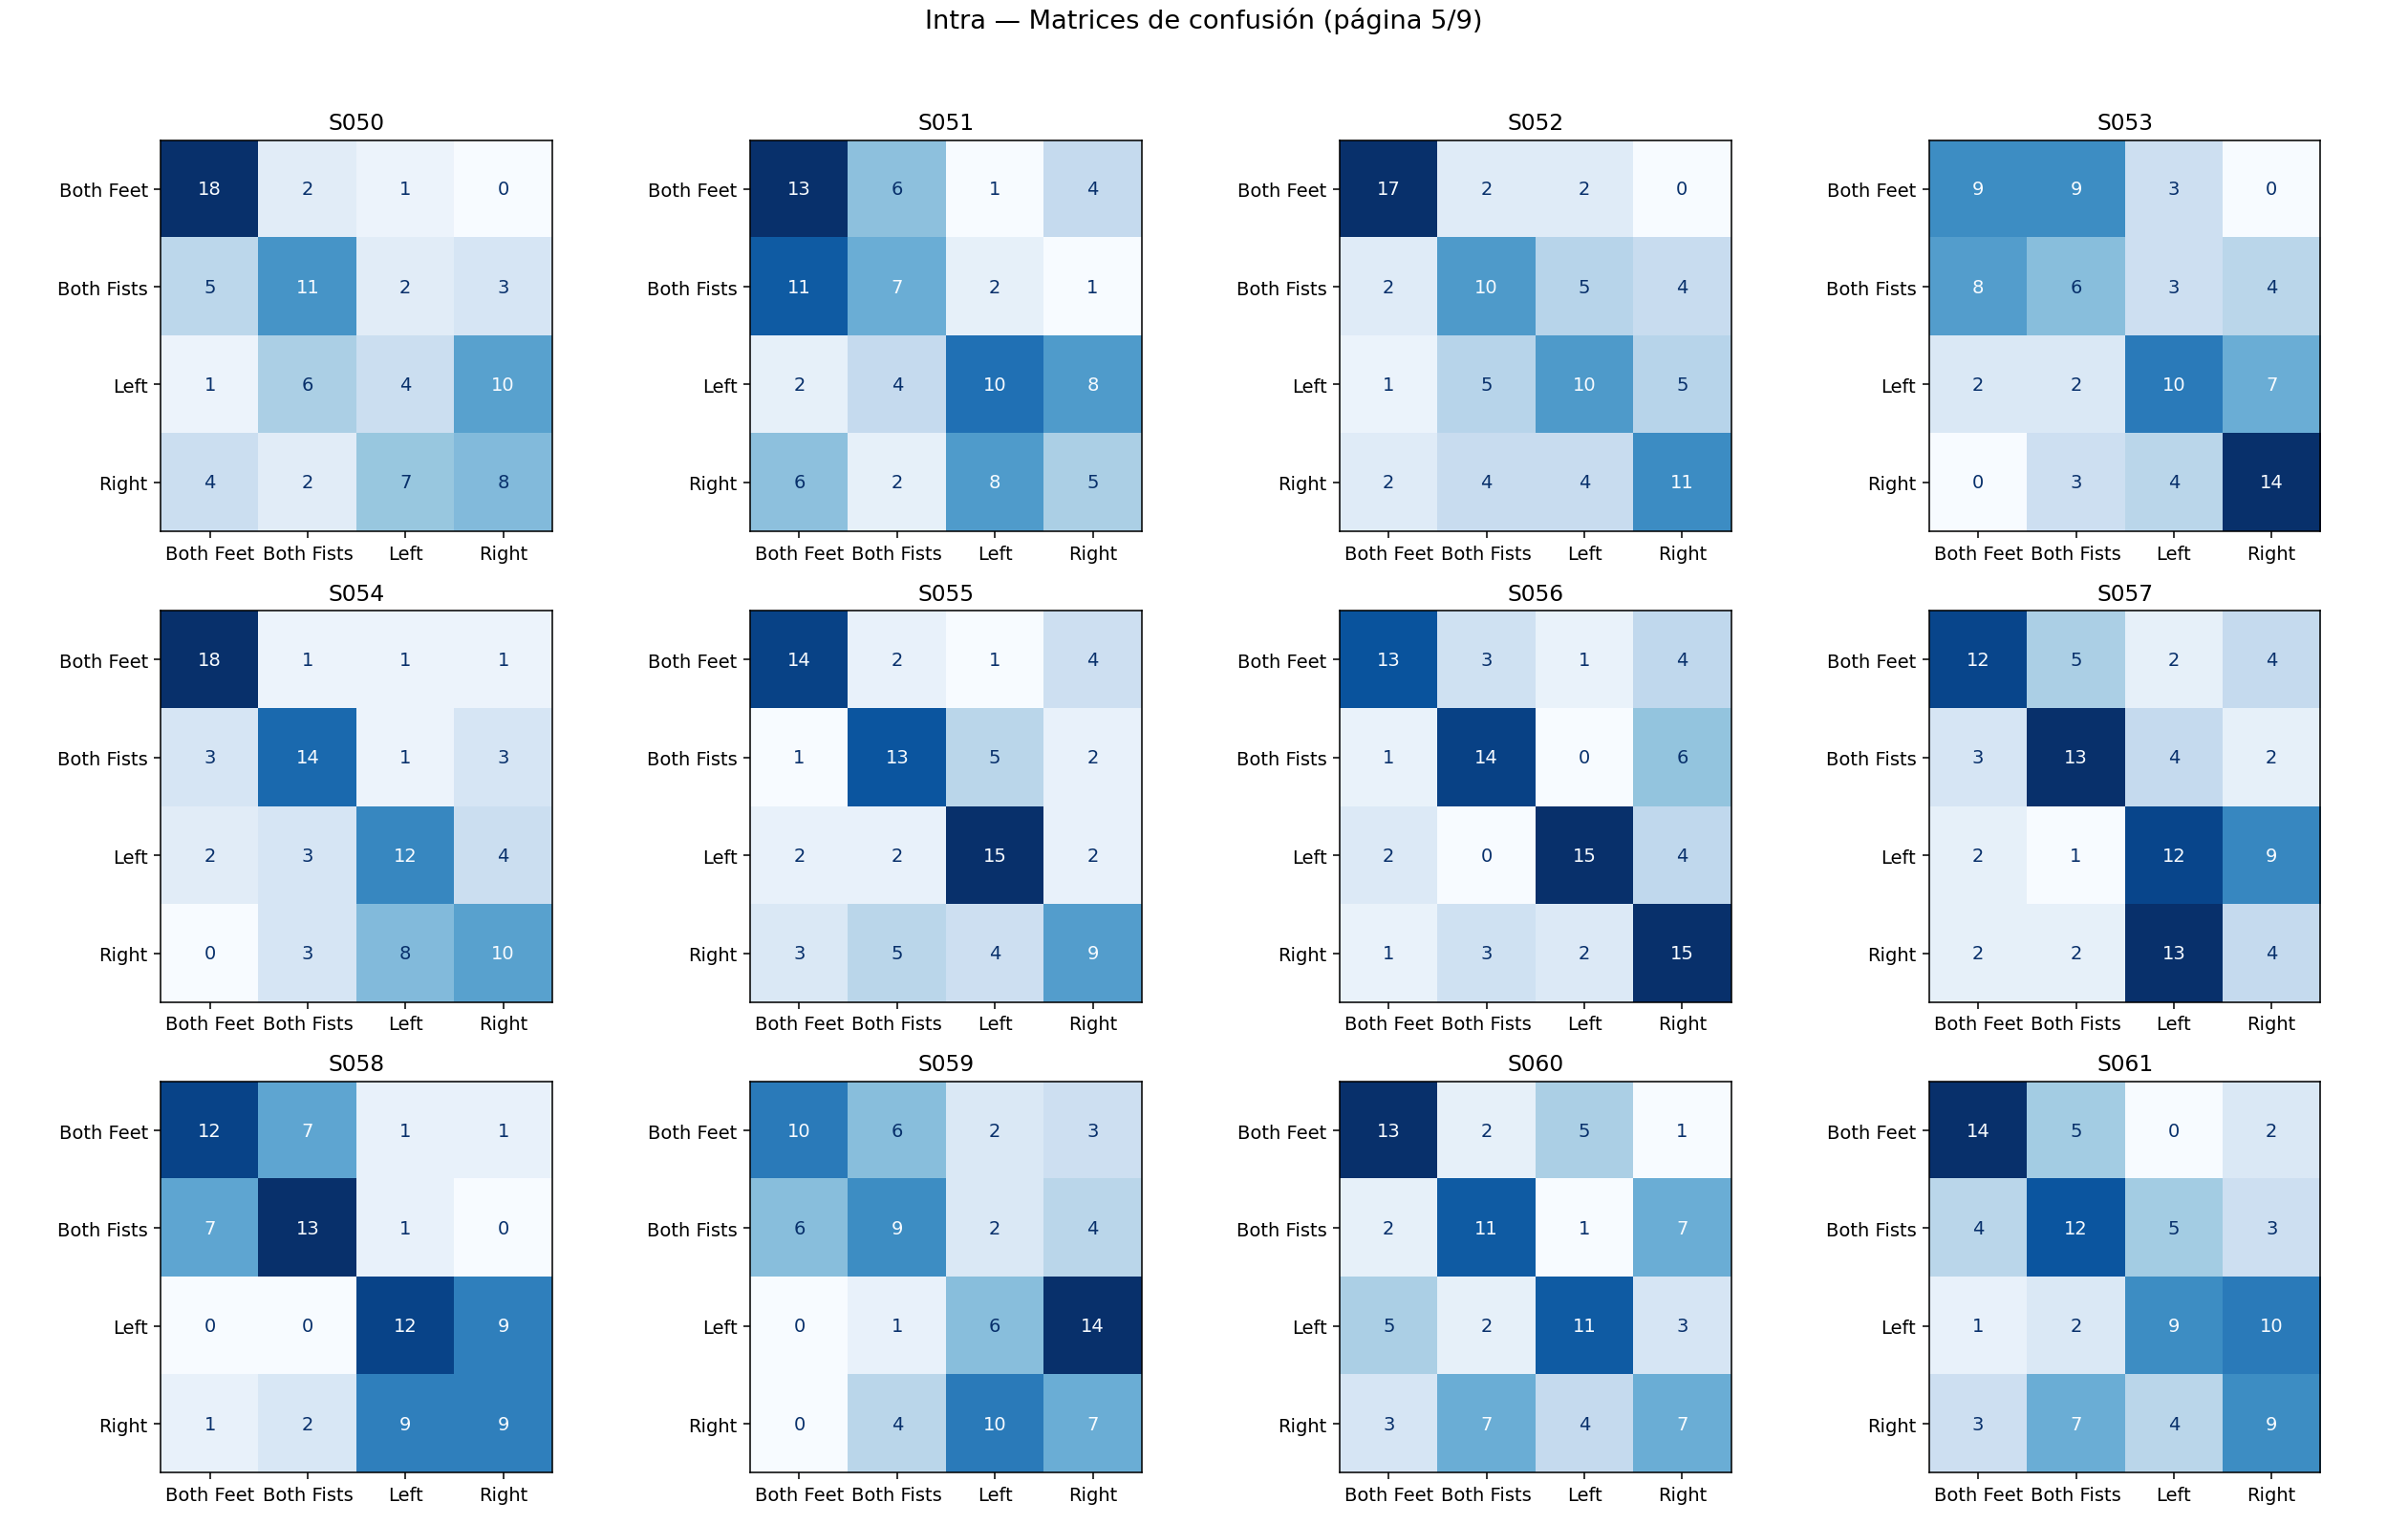 Intra — Matrices de confusión (página 5/9)
S050 S051 S052 S053
Both Feet 18 2 1 0 Both Feet 13 6 1 4 Both Feet 17 2 2 0 Both Feet 9 9 3 0
Both Fists 5 11 2 3 Both Fists 11 7 2 1 Both Fists 2 10 5 4 Both Fists 8 6 3 4
Left 1 6 4 10 Left 2 4 10 8 Left 1 5 10 5 Left 2 2 10 7
Right 4 2 7 8 Right 6 2 8 5 Right 2 4 4 11 Right 0 3 4 14
Both Feet Both Fists Left Right Both Feet Both Fists Left Right Both Feet Both Fists Left Right Both Feet Both Fists Left Right
S054 S055 S056 S057
Both Feet 18 1 1 1 Both Feet 14 2 1 4 Both Feet 13 3 1 4 Both Feet 12 5 2 4
Both Fists 3 14 1 3 Both Fists 1 13 5 2 Both Fists 1 14 0 6 Both Fists 3 13 4 2
Left 2 3 12 4 Left 2 2 15 2 Left 2 0 15 4 Left 2 1 12 9
Right 0 3 8 10 Right 3 5 4 9 Right 1 3 2 15 Right 2 2 13 4
Both Feet Both Fists Left Right Both Feet Both Fists Left Right Both Feet Both Fists Left Right Both Feet Both Fists Left Right
S058 S059 S060 S061
Both Feet 12 7 1 1 Both Feet 10 6 2 3 Both Feet 13 2 5 1 Both Feet 14 5 0 2
Both Fists 7 13 1 0 Both Fists 6 9 2 4 Both Fists 2 11 1 7 Both Fists 4 12 5 3
Left 0 0 12 9 Left 0 1 6 14 Left 5 2 11 3 Left 1 2 9 10
Right 1 2 9 9 Right 0 4 10 7 Right 3 7 4 7 Right 3 7 4 9
Both Feet Both Fists Left Right Both Feet Both Fists Left Right Both Feet Both Fists Left Right Both Feet Both Fists Left Right